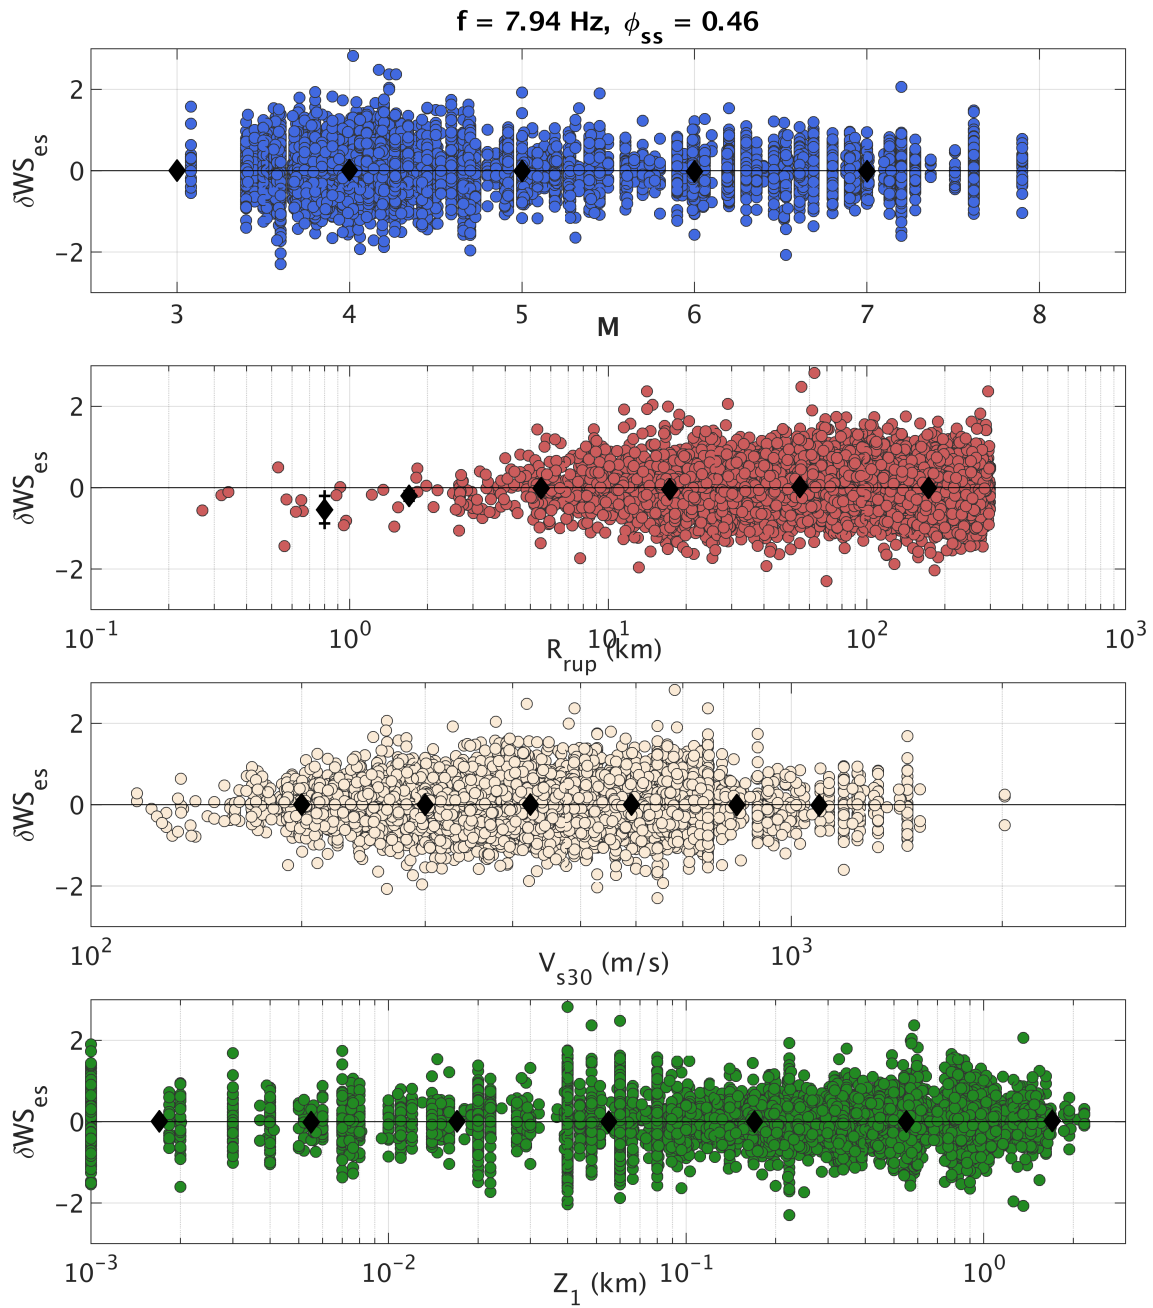 f = 7.94 Hz, ϕss = 0.46
δWSes
2
0
−2
3 4 5 6 7 8
M
δWSes
2
0
−2
10−1 100 101 102 103
Rrup (km)
δWSes
2
0
−2
102 103
Vs30 (m/s)
δWSes
2
0
−2
10−3 10−2 10−1 100
Z1 (km)